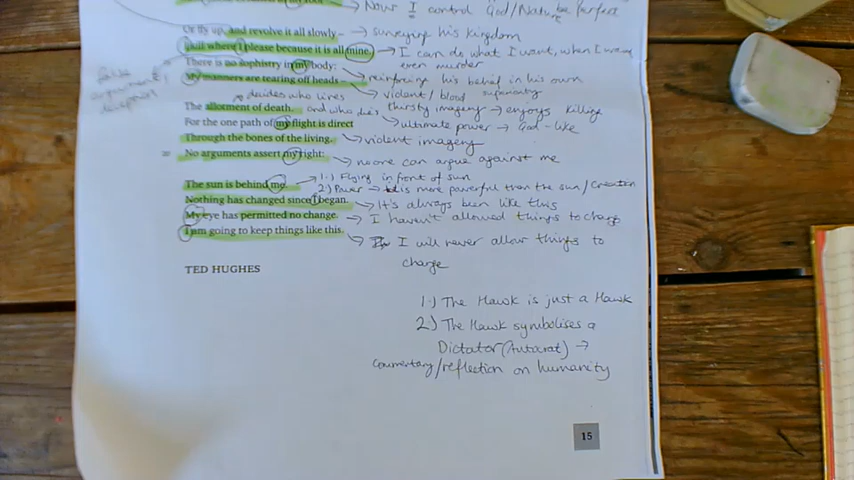 Now I control God/Nature be perfect
Or fly up, and revolve it all slowly – → surveying his kingdom
I kill where I please because it is all mine. → I can do what I want, when I want
even murder
There is no sophistry in my body: → reinforcing his belief in his own
superiority
My manners are tearing off heads – → violent/blood
thirsty imagery → enjoys killing
→ decides who lives
and who dies
The allotment of death.
For the one path of my flight is direct → ultimate power → God-like
Through the bones of the living. → violent imagery
20 No arguments assert my right: → no one can argue against me
The sun is behind me. → 1.) Flying in front of sun
2.) Power → is more powerful than the sun/Creation
Nothing has changed since I began. → It's always been like this
My eye has permitted no change. → I haven't allowed things to change
I am going to keep things like this. → I will never allow things to
change
TED HUGHES
1.) The Hawk is just a Hawk
2.) The Hawk symbolises a
Dictator (Autocrat) →
commentary/reflection on humanity
15